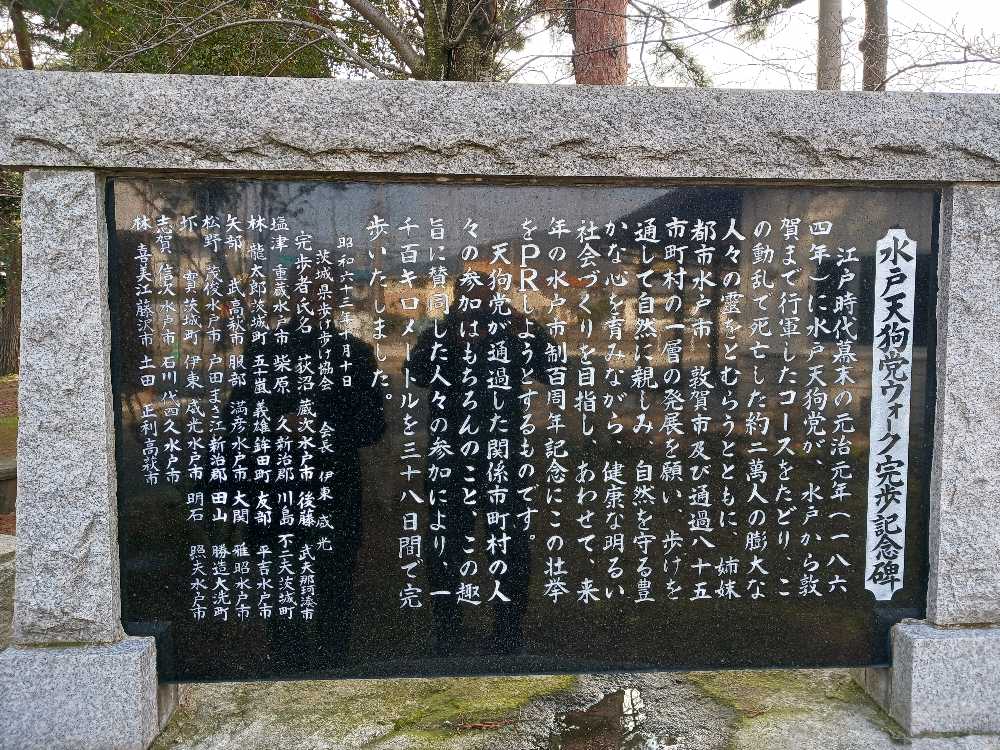 水戸天狗党ウォーク完歩記念碑
江戸時代幕末の元治元年(一八六
四年)に水戸天狗党が、水戸から敦
賀まで行軍したコースをたどり、こ
の動乱で死亡した約二萬人の膨大な
人々の霊をとむらうとともに、姉妹
都市水戸市、敦賀市及び通過八十五
市町村の一層の発展を願い、歩けを
通して自然に親しみ、自然を守る豊
かな心を育みながら、健康な明るい
社会づくりを目指し、あわせて、来
年の水戸市制百周年記念にこの壮挙
をPRしようとするものです。
天狗党が通過した関係市町村の人
々の参加はもちろんのこと、この趣
旨に賛同した人々の参加により、一
千百キロメートルを三十八日間で完
歩いたしました。
昭和六十三年十月十日
茨城県歩け歩け協会 会長 伊東 成光
完歩者氏名 荻沼 蔵次水戸市 後藤 武夫那珂湊市
塩津 重蔵水戸市 柴原 久新治郡 川島 不二夫茨城町
林 龍太郎茨城町 五十嵐 義雄鉾田町 友部 平吉水戸市
矢部 武高萩市 服部 満彦水戸市 大関 雅昭水戸市
松野 茂俊水戸市 戸田 まさ江新治郡 田山 勝造大洗町
圷 實茨城町 伊東 成光水戸市 明石 照夫水戸市
志賀 信久水戸市 石川 代四久水戸市
林 喜美江藤沢市 土田 正利高萩市